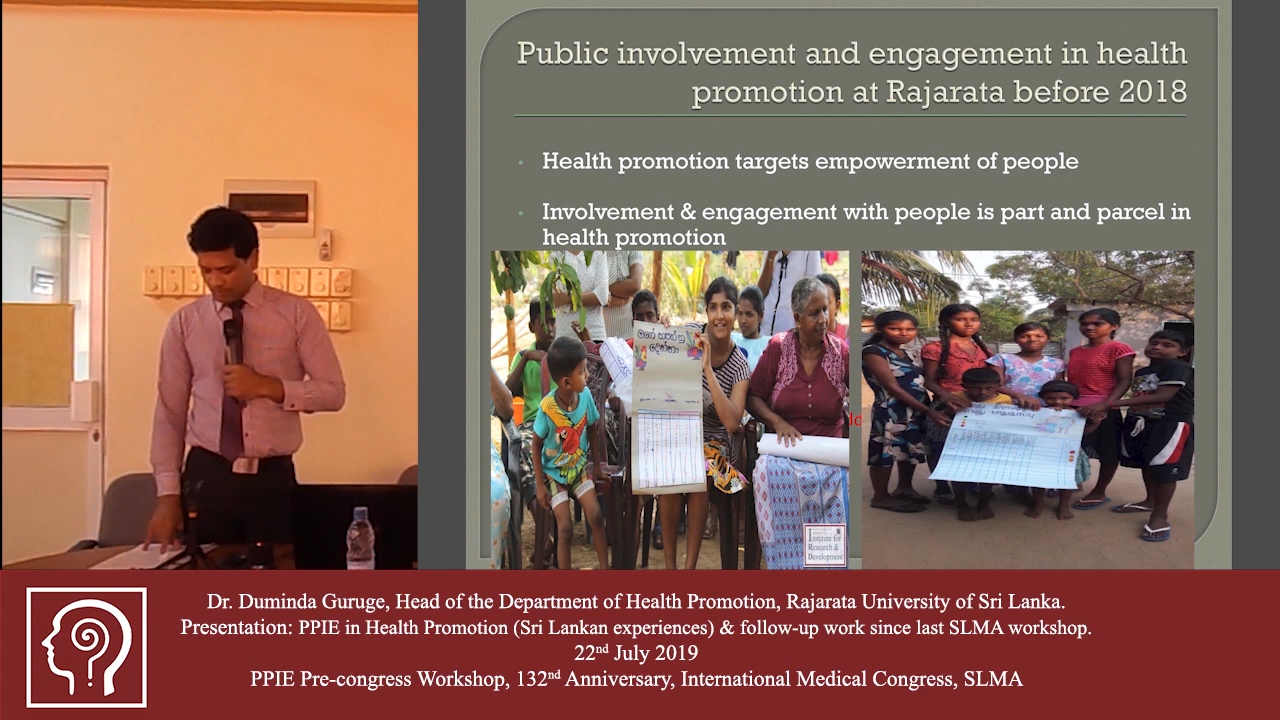 Public involvement and engagement in health
promotion at Rajarata before 2018
Health promotion targets empowerment of people
Involvement & engagement with people is part and parcel in
health promotion
මගේ සැපත්
දෙන්නා
Institute for
Research &
Development
Dr. Duminda Guruge, Head of the Department of Health Promotion, Rajarata University of Sri Lanka.
Presentation: PPIE in Health Promotion (Sri Lankan experiences) & follow-up work since last SLMA workshop.
22nd July 2019
PPIE Pre-congress Workshop, 132nd Anniversary, International Medical Congress, SLMA